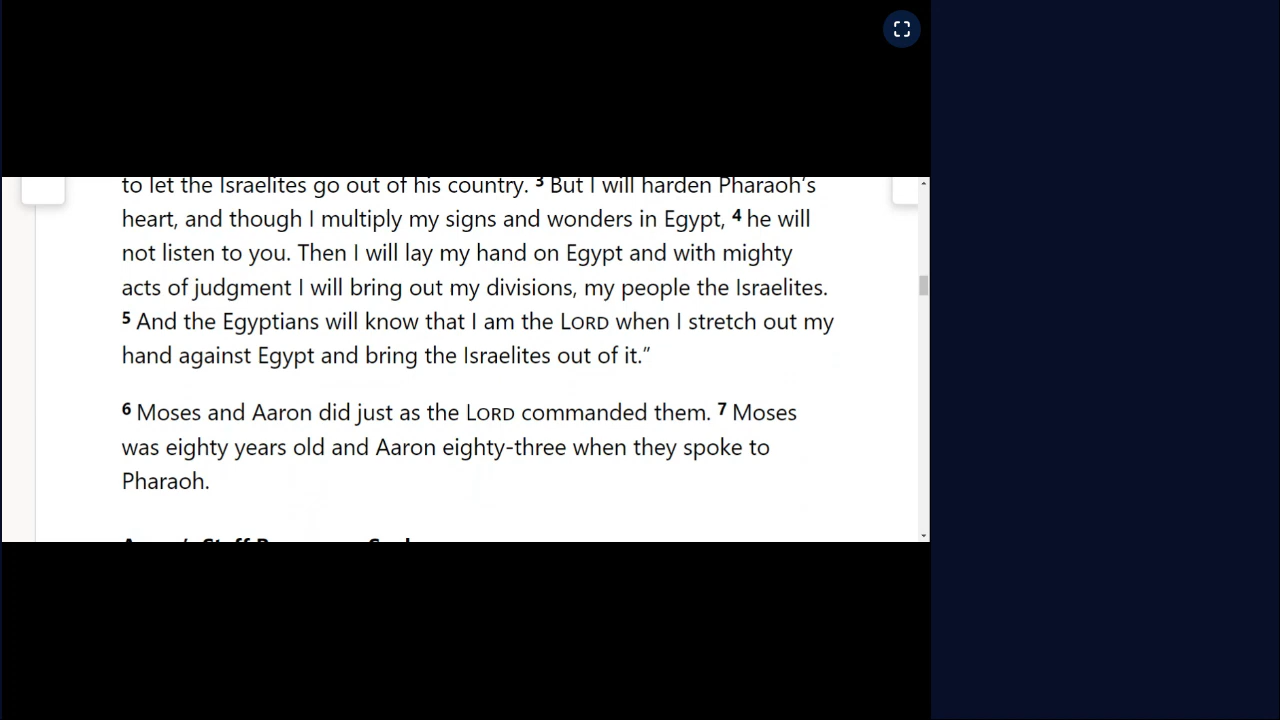 to let the Israelites go out of his country. 3 But I will harden Pharaoh’s
heart, and though I multiply my signs and wonders in Egypt, 4 he will
not listen to you. Then I will lay my hand on Egypt and with mighty
acts of judgment I will bring out my divisions, my people the Israelites.
5 And the Egyptians will know that I am the LORD when I stretch out my
hand against Egypt and bring the Israelites out of it.”
6 Moses and Aaron did just as the LORD commanded them. 7 Moses
was eighty years old and Aaron eighty-three when they spoke to
Pharaoh.